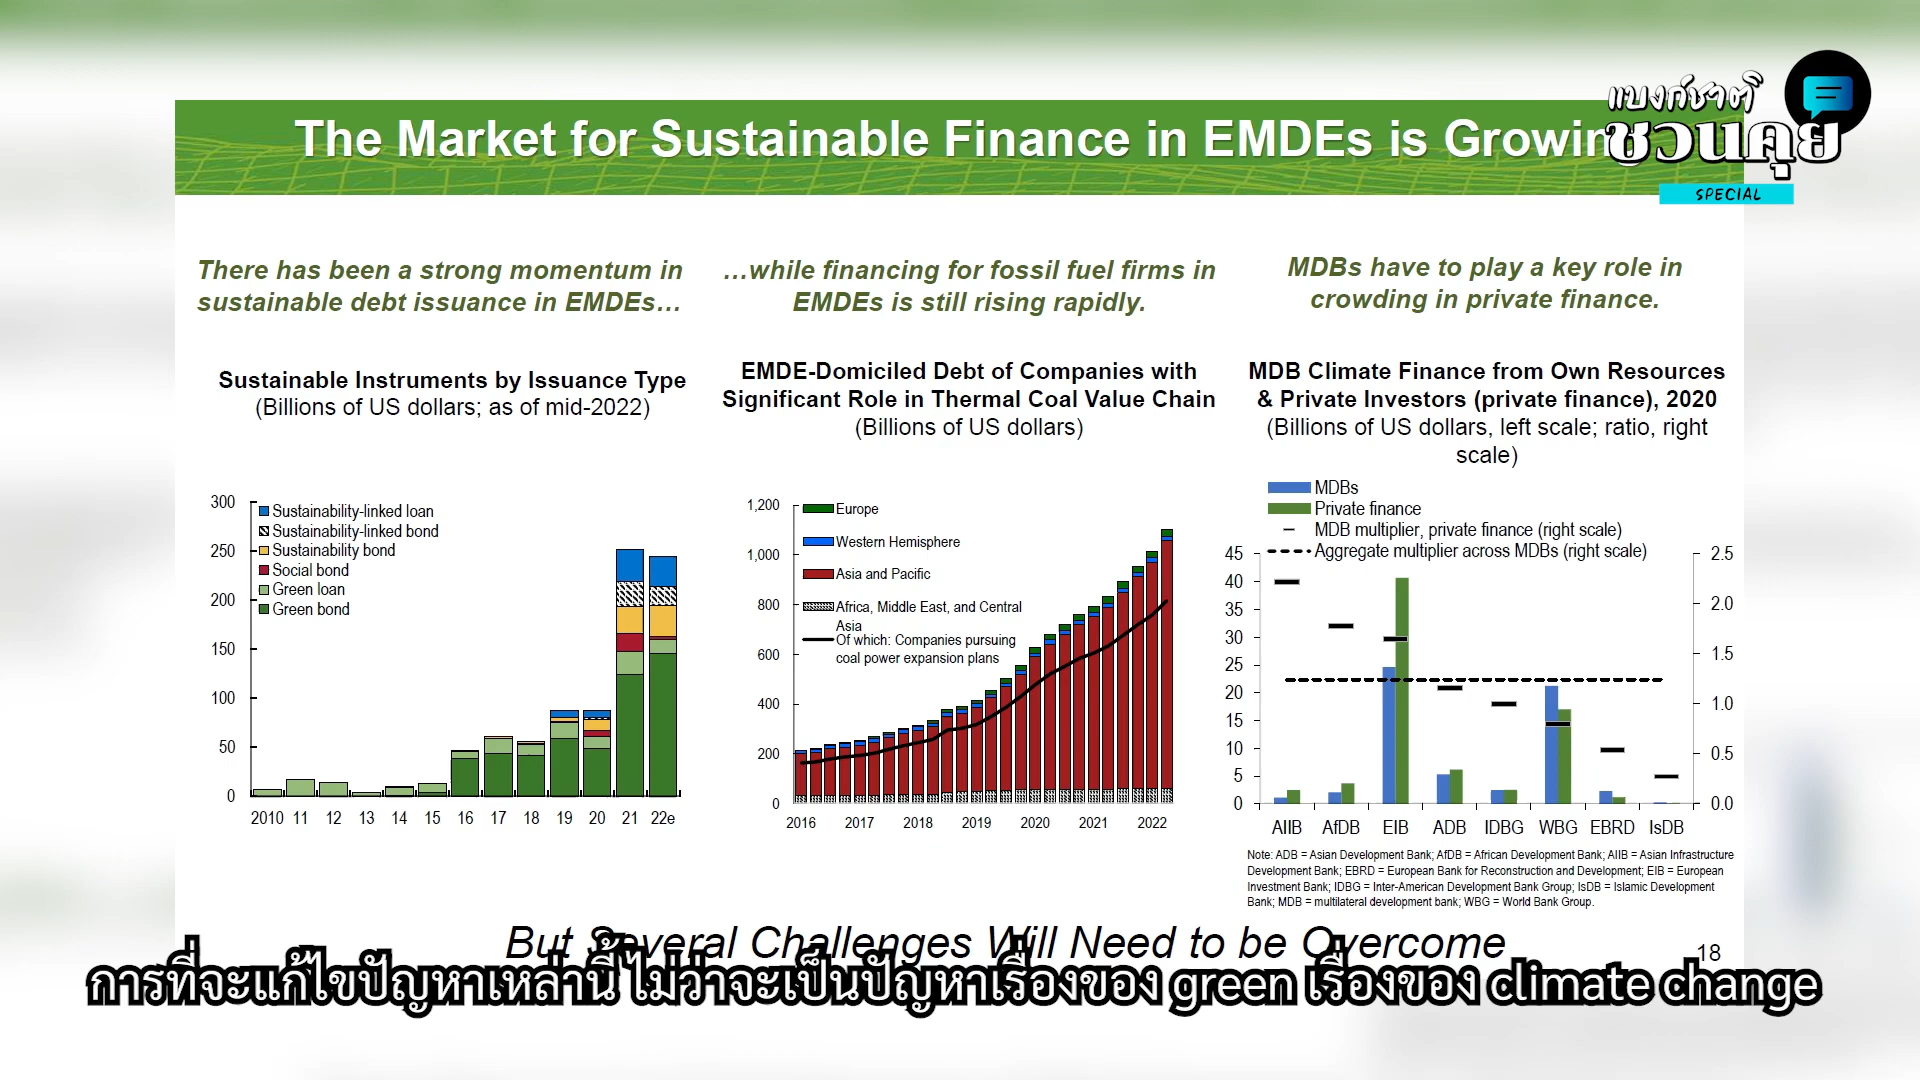 แบงก์ชาติ
ชวนคุย
SPECIAL
The Market for Sustainable Finance in EMDEs is Growing
There has been a strong momentum in
sustainable debt issuance in EMDEs…
Sustainable Instruments by Issuance Type
(Billions of US dollars; as of mid-2022)
300
250
200
150
100
50
0
Sustainability-linked loan
Sustainability-linked bond
Sustainability bond
Social bond
Green loan
Green bond
2010 11 12 13 14 15 16 17 18 19 20 21 22e
…while financing for fossil fuel firms in
EMDEs is still rising rapidly.
EMDE-Domiciled Debt of Companies with
Significant Role in Thermal Coal Value Chain
(Billions of US dollars)
1,200
1,000
800
600
400
200
0
Europe
Western Hemisphere
Asia and Pacific
Africa, Middle East, and Central
Asia
Of which: Companies pursuing
coal power expansion plans
2016 2017 2018 2019 2020 2021 2022
MDBs have to play a key role in
crowding in private finance.
MDB Climate Finance from Own Resources
& Private Investors (private finance), 2020
(Billions of US dollars, left scale; ratio, right
scale)
MDBs
Private finance
MDB multiplier, private finance (right scale)
Aggregate multiplier across MDBs (right scale)
45
40
35
30
25
20
15
10
5
0
2.5
2.0
1.5
1.0
0.5
0.0
AIIB AfDB EIB ADB IDBG WBG EBRD IsDB
Note: ADB = Asian Development Bank; AfDB = African Development Bank; AIIB = Asian Infrastructure
Development Bank; EBRD = European Bank for Reconstruction and Development; EIB = European
Investment Bank; IDBG = Inter-American Development Bank Group; IsDB = Islamic Development
Bank; MDB = multilateral development bank; WBG = World Bank Group.
But Several Challenges Will Need to be Overcome
18
การที่จะแก้ไขปัญหาเหล่านี้ ไม่ว่าจะเป็นปัญหาเรื่องของ green เรื่องของ climate change